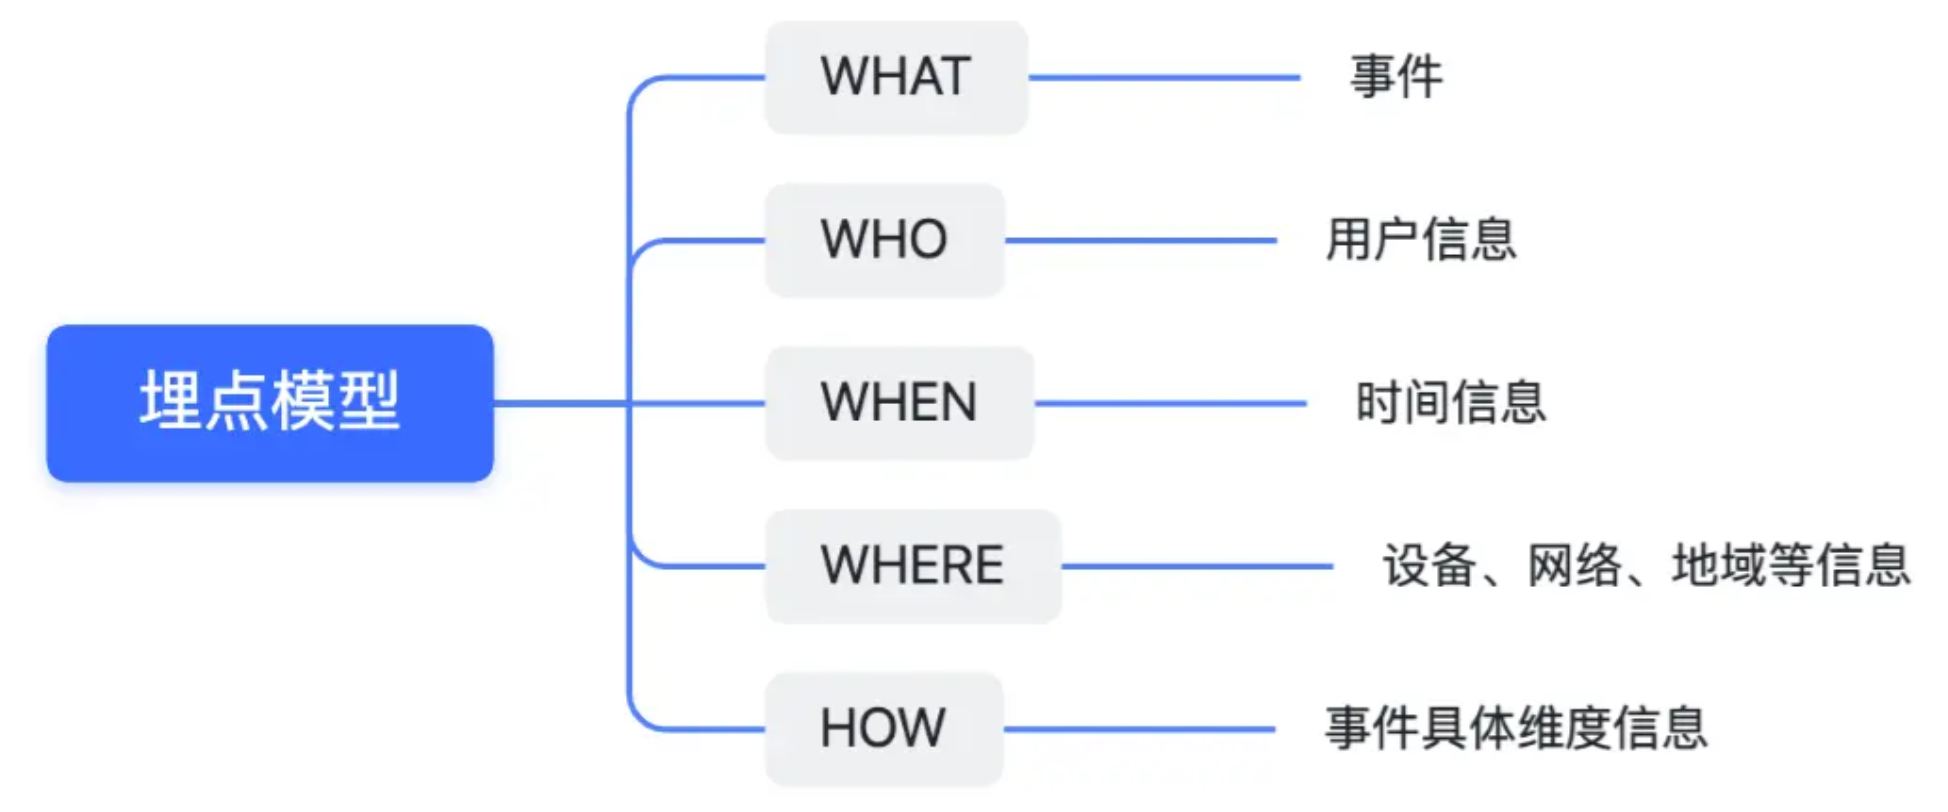 埋点模型
WHAT
事件
WHO
用户信息
WHEN
时间信息
WHERE
设备、网络、地域等信息
HOW
事件具体维度信息